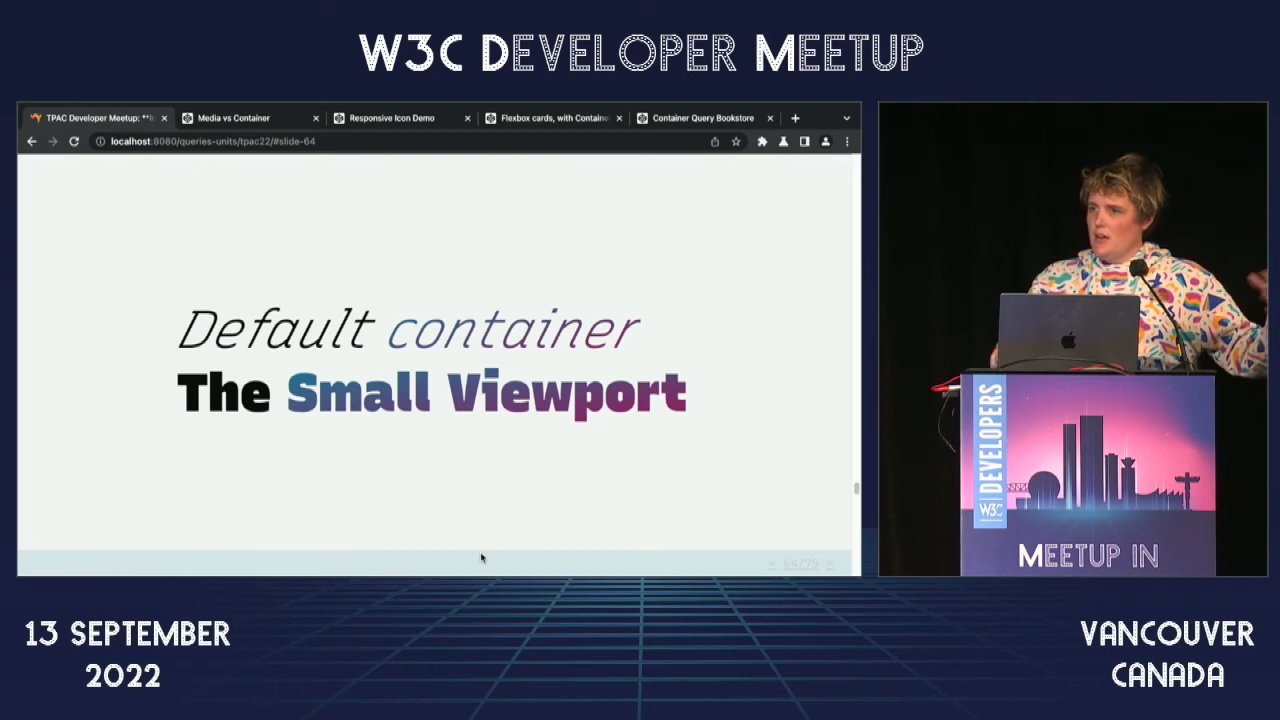 W3C DEVELOPER MEETUP
TPAC Developer Meetup: **
Media vs Container
Responsive Icon Demo
Flexbox cards, with Containe
Container Query Bookstore
localhost:8080/queries-units/tpac22/#slide-64
Default container
The Small Viewport
64/79
DEVELOPERS
W3C
MEETUP IN
13 SEPTEMBER
2022
VANCOUVER
CANADA